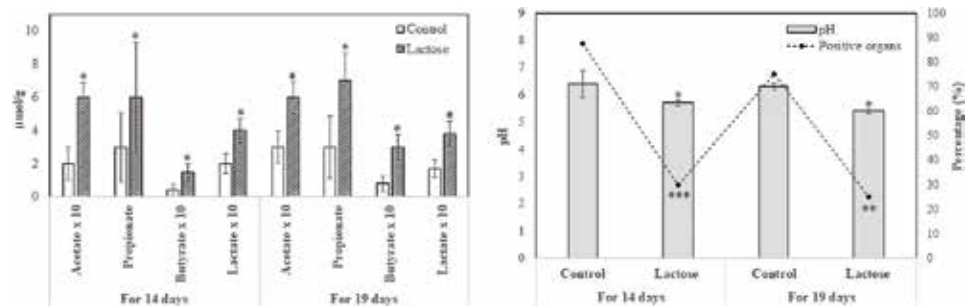 10
8
6
4
2
0
μmol/g
Control
Lactose
*
*
*
*
*
*
*
*
Acetate x 10
Propionate
Butyrate x 10
Lactate x 10
Acetate x 10
Propionate
Butyrate x 10
Lactate x 10
For 14 days
For 19 days
9
8
7
6
5
4
3
2
1
0
pH
pH
Positive organs
*
*
***
**
100
90
80
70
60
50
40
30
20
10
0
Percentage (%)
Control
Lactose
Control
Lactose
For 14 days
For 19 days